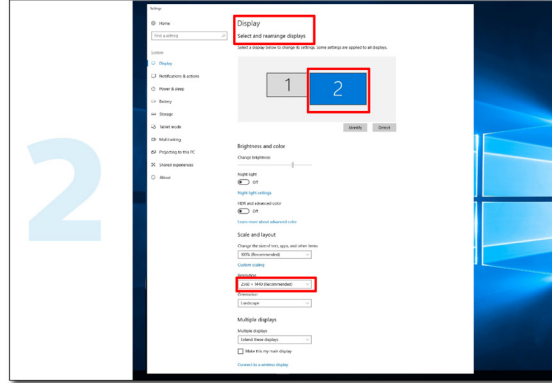 2
Settings
Home
Find a setting
Display
Notifications & actions
Power & sleep
Battery
Storage
Tablet mode
Multitasking
Projecting to this PC
Shared experiences
About
Display
Select and rearrange displays
Select a display below to change its settings. Some settings are applied to all displays.
1
2
Identify
Detect
Brightness and color
Change brightness
Night light
Off
Night light settings
HDR and advanced color
Off
Learn more about advanced color
Scale and layout
Change the size of text, apps, and other items
100% (Recommended)
Custom scaling
Resolution
2560 × 1440 (Recommended)
Orientation
Landscape
Multiple displays
Multiple displays
Extend these displays
Make this my main display
Connect to a wireless display